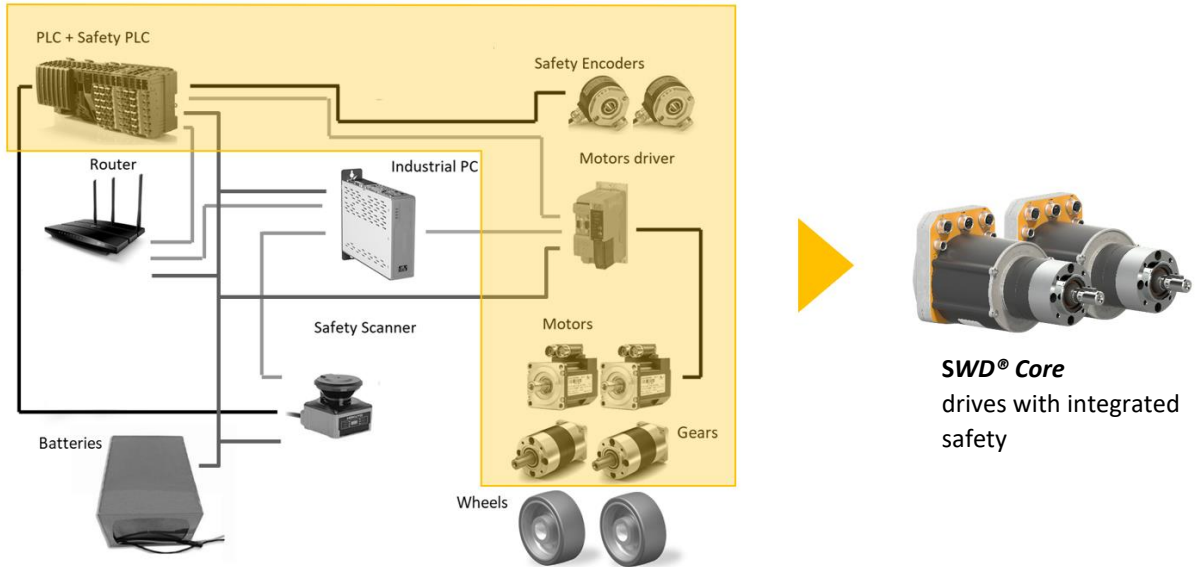 PLC + Safety PLC
Safety Encoders
Router
Industrial PC
Motors driver
Safety Scanner
Motors
Batteries
Gears
Wheels
SWD® Core
drives with integrated
safety